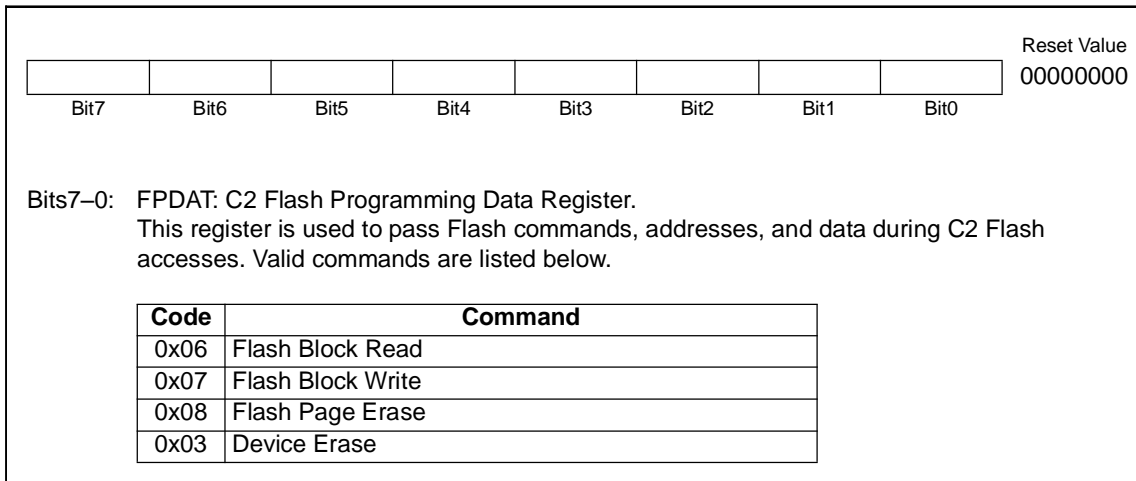 Reset Value
00000000
Bit7 Bit6 Bit5 Bit4 Bit3 Bit2 Bit1 Bit0
Bits7–0: FPDAT: C2 Flash Programming Data Register.
This register is used to pass Flash commands, addresses, and data during C2 Flash
accesses. Valid commands are listed below.
Code Command
0x06 Flash Block Read
0x07 Flash Block Write
0x08 Flash Page Erase
0x03 Device Erase